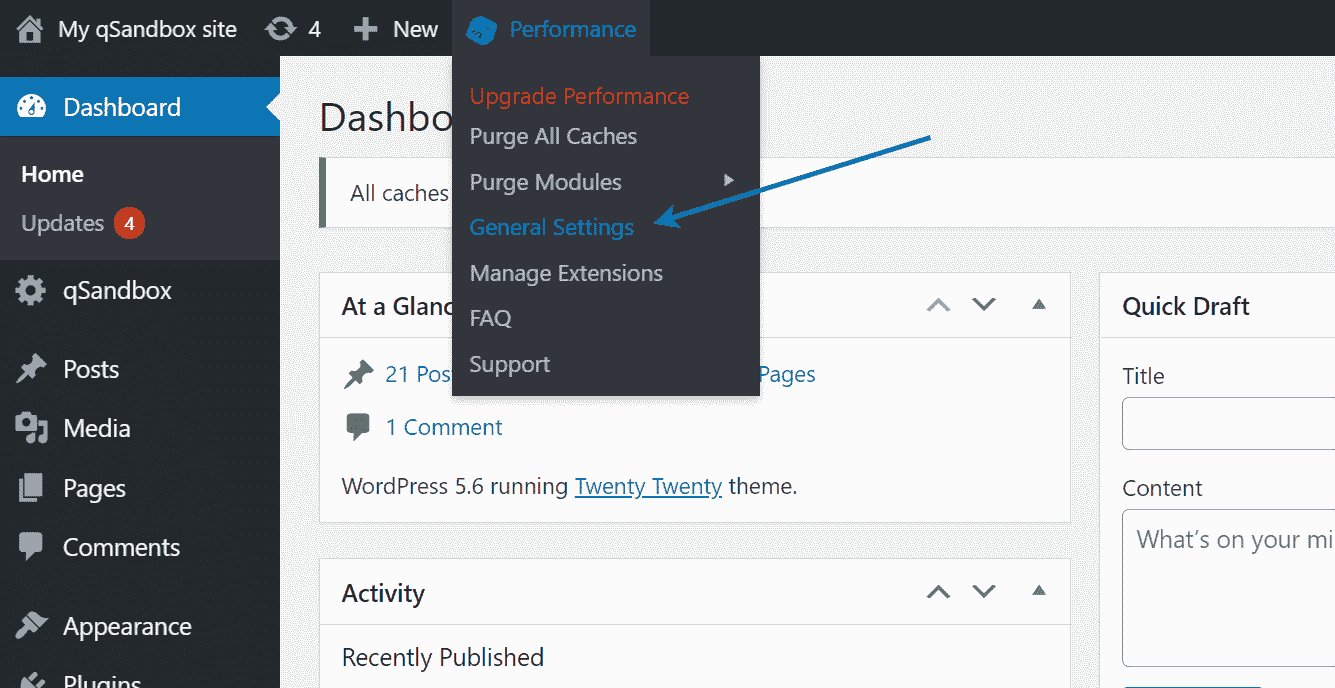 My qSandbox site 4 New Performance
Dashboard
Home
Updates 4
qSandbox
Posts
Media
Pages
Comments
Appearance
Plugins
Upgrade Performance
Purge All Caches
Purge Modules
General Settings
Manage Extensions
FAQ
Support
Dashbo
All caches
At a Glanc
21 Pos Pages
1 Comment
WordPress 5.6 running Twenty Twenty theme.
Activity
Recently Published
Quick Draft
Title
Content
What's on your mi